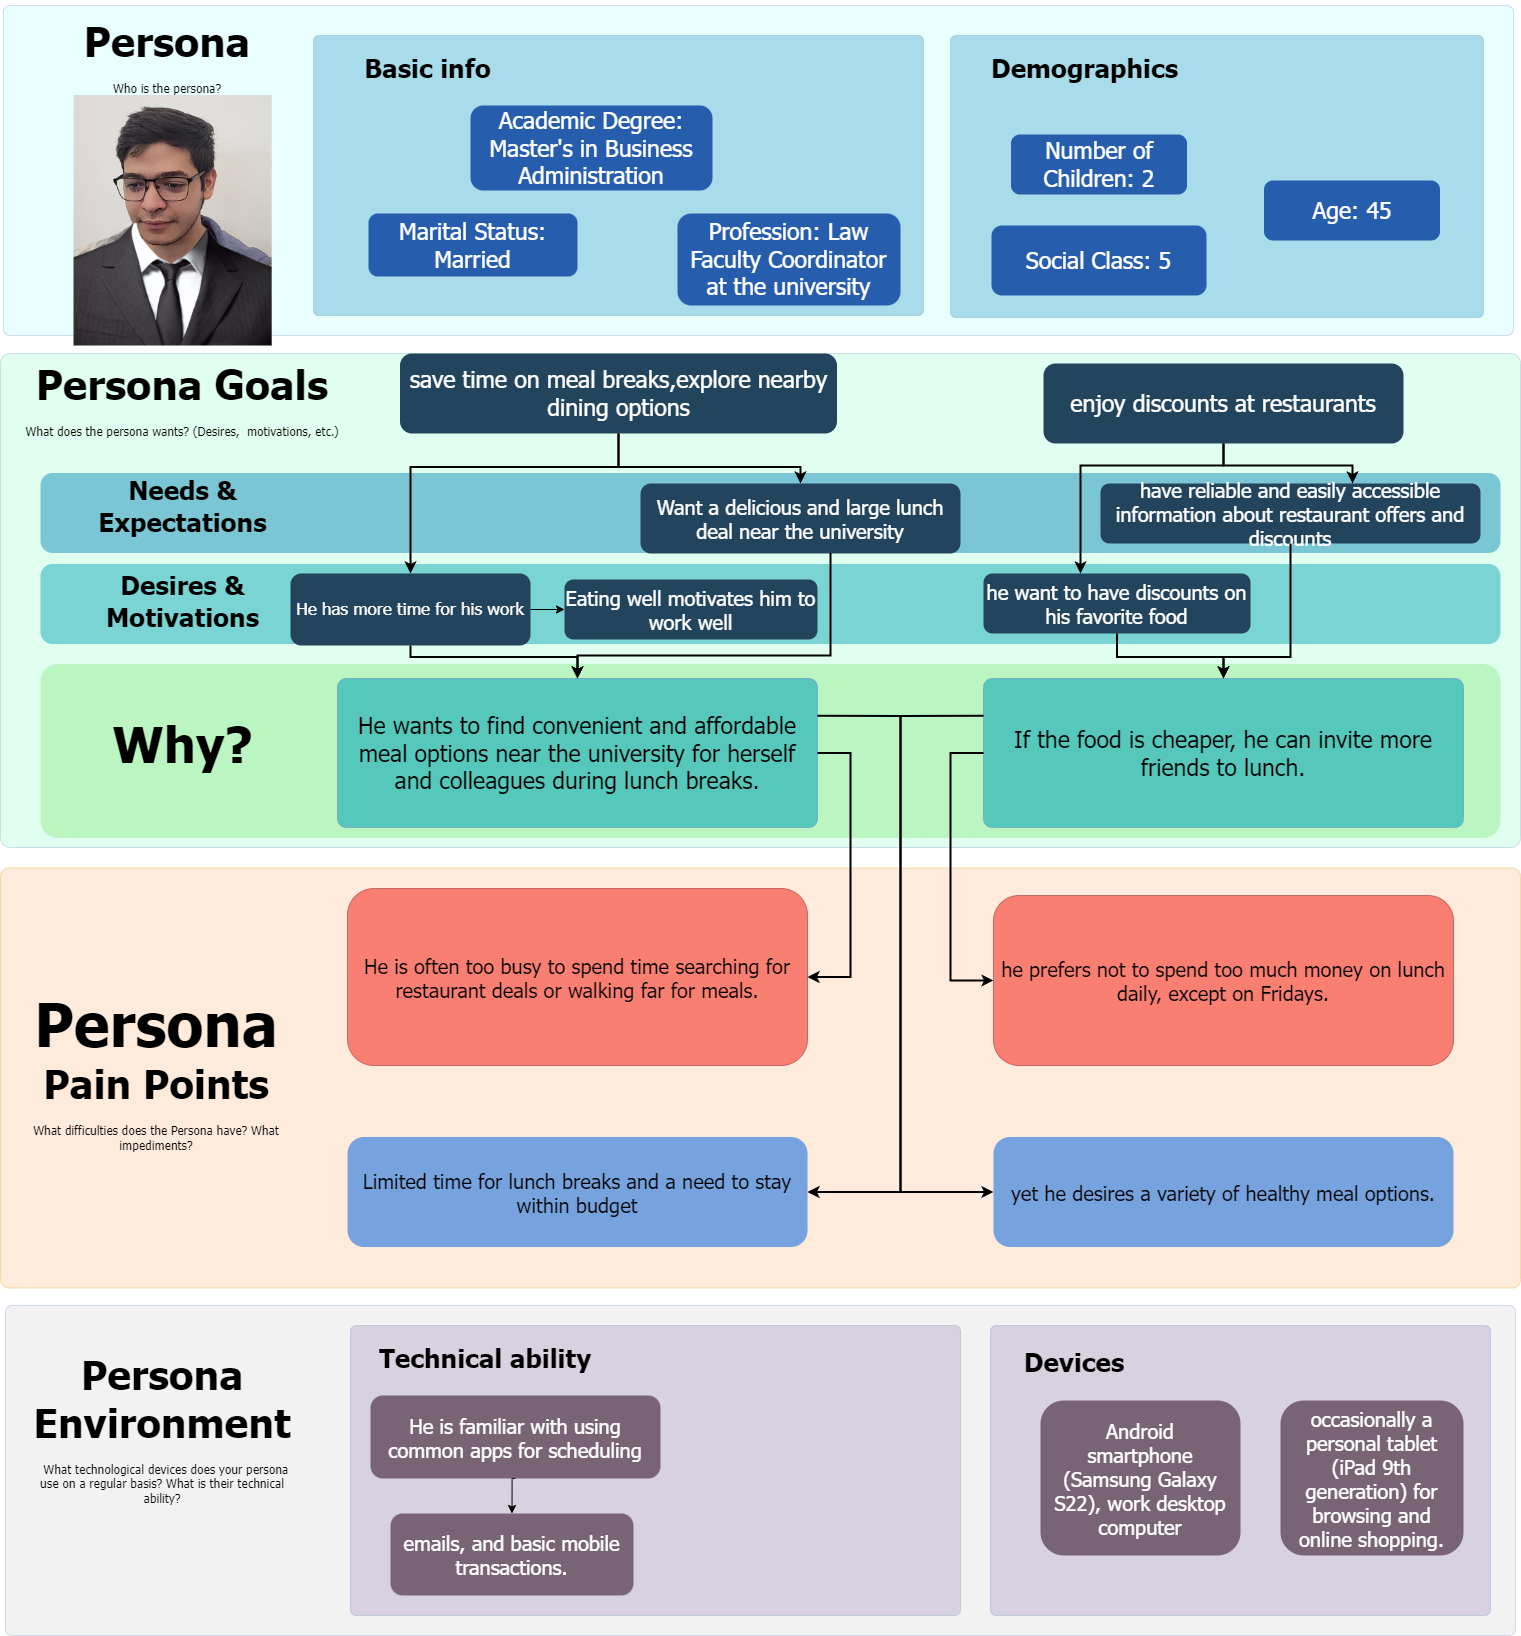 Persona
Who is the persona?
Basic info
Academic Degree:
Master's in Business
Administration
Marital Status:
Married
Profession: Law
Faculty Coordinator
at the university
Demographics
Number of
Children: 2
Age: 45
Social Class: 5
Persona Goals
What does the persona wants? (Desires, motivations, etc.)
save time on meal breaks,explore nearby
dining options
enjoy discounts at restaurants
Needs &
Expectations
Want a delicious and large lunch
deal near the university
have reliable and easily accessible
information about restaurant offers and
discounts
Desires &
Motivations
He has more time for his work
Eating well motivates him to
work well
he want to have discounts on
his favorite food
Why?
He wants to find convenient and affordable
meal options near the university for herself
and colleagues during lunch breaks.
If the food is cheaper, he can invite more
friends to lunch.
Persona
Pain Points
What difficulties does the Persona have? What
impediments?
He is often too busy to spend time searching for
restaurant deals or walking far for meals.
he prefers not to spend too much money on lunch
daily, except on Fridays.
Limited time for lunch breaks and a need to stay
within budget
yet he desires a variety of healthy meal options.
Persona
Environment
What technological devices does your persona
use on a regular basis? What is their technical
ability?
Technical ability
He is familiar with using
common apps for scheduling
emails, and basic mobile
transactions.
Devices
Android
smartphone
(Samsung Galaxy
S22), work desktop
computer
occasionally a
personal tablet
(iPad 9th
generation) for
browsing and
online shopping.